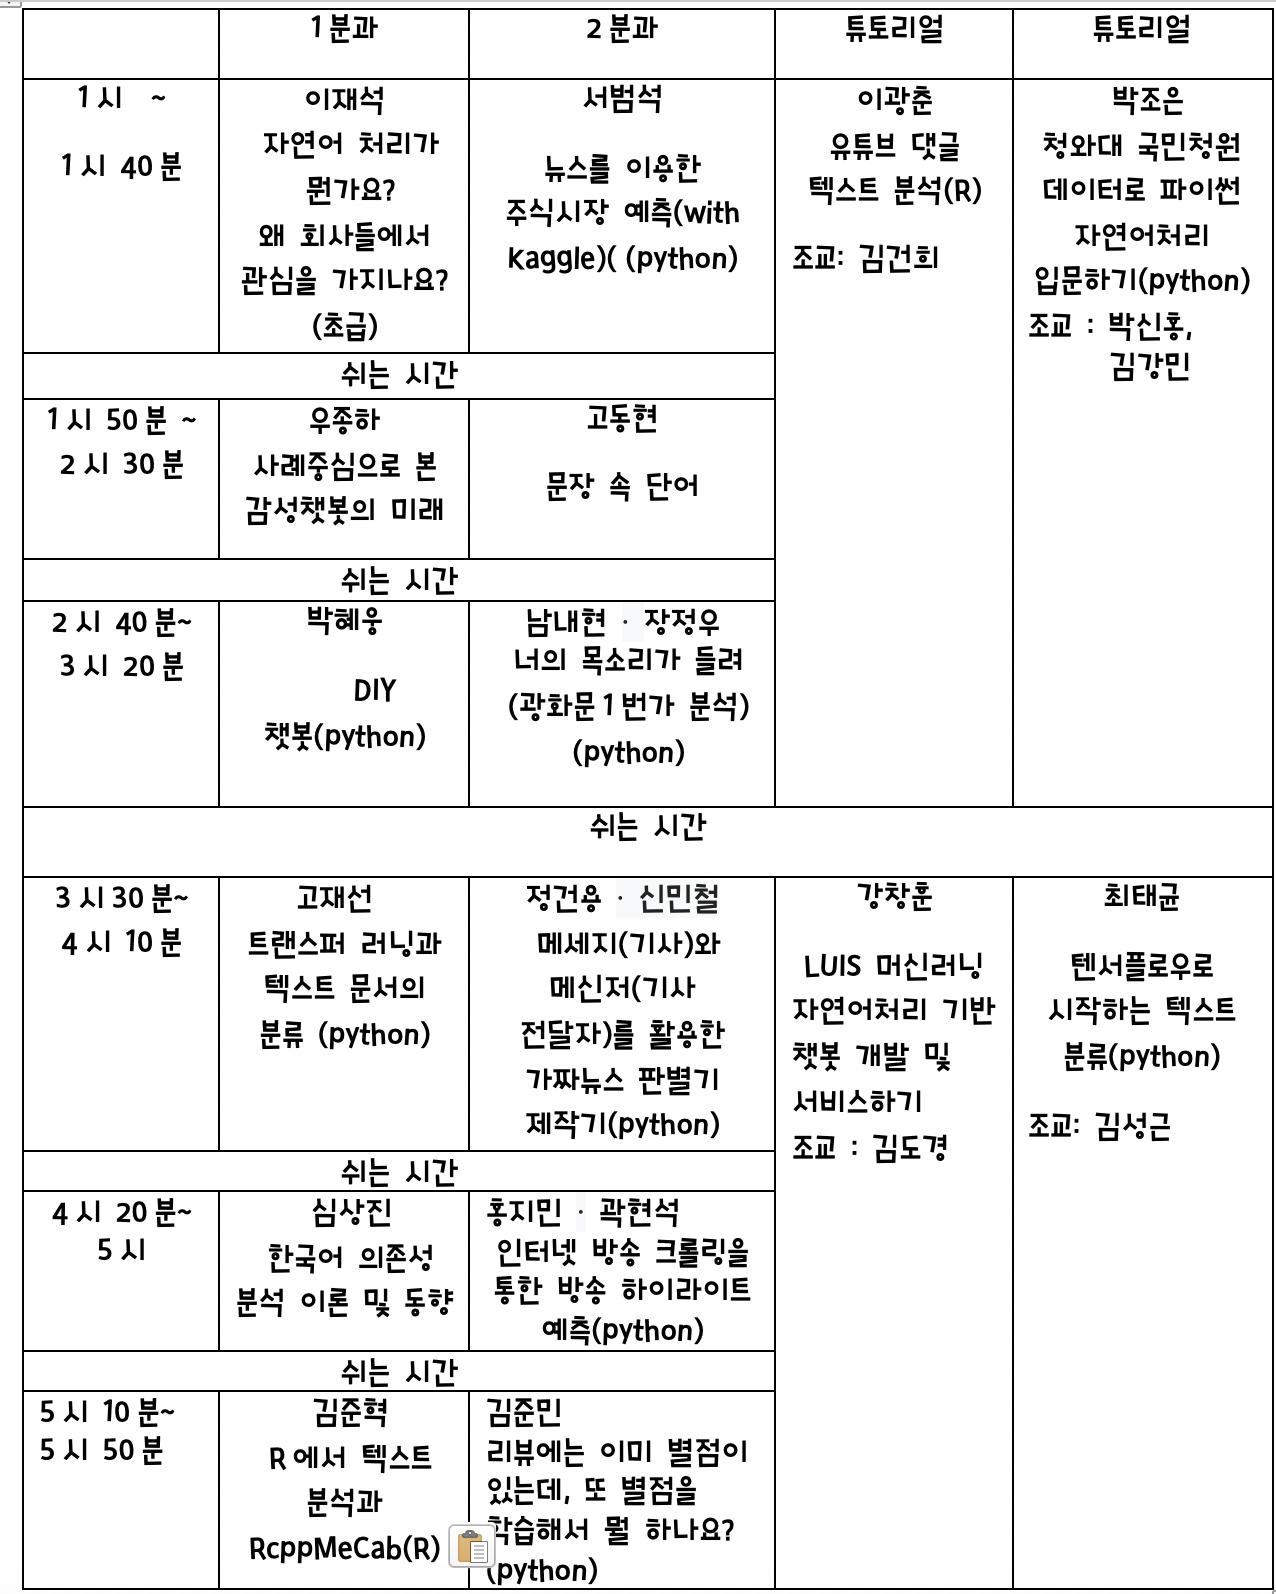 1 분과
2 분과
튜토리얼
튜토리얼
1 시 ~
1 시 40 분
이재석
자연어 처리가
뭔가요?
왜 회사들에서
관심을 가지나요?
(초급)
서범석
뉴스를 이용한
주식시장 예측(with
Kaggle)( (python)
이광춘
유튜브 댓글
텍스트 분석(R)
조교: 김건희
박조은
청와대 국민청원
데이터로 파이썬
자연어처리
입문하기(python)
조교 : 박신홍,
김강민
쉬는 시간
1 시 50 분 ~
2 시 30 분
우종하
사례중심으로 본
감성챗봇의 미래
고동현
문장 속 단어
쉬는 시간
2 시 40 분~
3 시 20 분
박혜웅
DIY
챗봇(python)
남내현 · 장정우
너의 목소리가 들려
(광화문 1 번가 분석)
(python)
쉬는 시간
3 시 30 분~
4 시 10 분
고재선
트랜스퍼 러닝과
텍스트 문서의
분류 (python)
정건용 · 신민철
메세지(기사)와
메신저(기사
전달자)를 활용한
가짜뉴스 판별기
제작기(python)
강창훈
LUIS 머신러닝
자연어처리 기반
챗봇 개발 및
서비스하기
조교 : 김도경
최태균
텐서플로우로
시작하는 텍스트
분류(python)
조교: 김성근
쉬는 시간
4 시 20 분~
5 시
심상진
한국어 의존성
분석 이론 및 동향
홍지민 · 곽현석
인터넷 방송 크롤링을
통한 방송 하이라이트
예측(python)
쉬는 시간
5 시 10 분~
5 시 50 분
김준혁
R 에서 텍스트
분석과
RcppMeCab(R)
김준민
리뷰에는 이미 별점이
있는데, 또 별점을
학습해서 뭘 하나요?
(python)